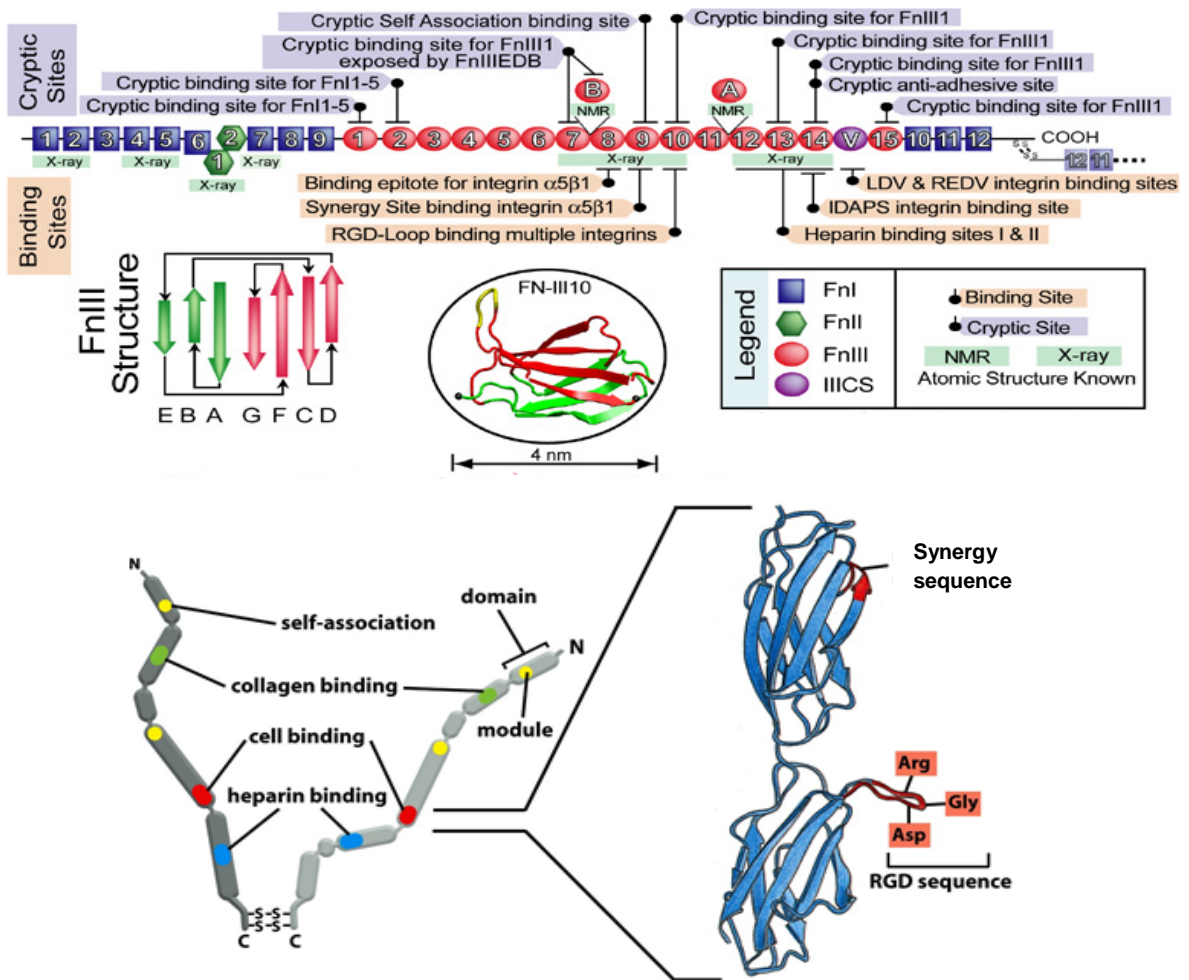 Cryptic Sites
Cryptic Self Association binding site
Cryptic binding site for FnIII1
Cryptic binding site for FnIII1
exposed by FnIIIEDB
Cryptic binding site for FnIII1
Cryptic binding site for FnIII1
Cryptic binding site for FnI1-5
Cryptic anti-adhesive site
Cryptic binding site for FnI1-5
Cryptic binding site for FnIII1
B
A
NMR
NMR
1 2 3 4 5 6 2 7 8 9 1 2 3 4 5 6 7 8 9 10 11 12 13 14 V 15 10 11 12
COOH
1
S S
S S
12 11
X-ray X-ray X-ray X-ray X-ray
X-ray
Binding Sites
Binding epitote for integrin α5β1
LDV & REDV integrin binding sites
Synergy Site binding integrin α5β1
IDAPS integrin binding site
RGD-Loop binding multiple integrins
Heparin binding sites I & II
FnIII
Structure
E B A G F C D
FN-III10
4 nm
Legend
FnI
FnII
FnIII
IIICS
Binding Site
Cryptic Site
NMR X-ray
Atomic Structure Known
N
self-association
collagen binding
cell binding
heparin binding
domain
N
module
S-S
S-S
C C
Synergy
sequence
Arg
Gly
Asp
RGD sequence